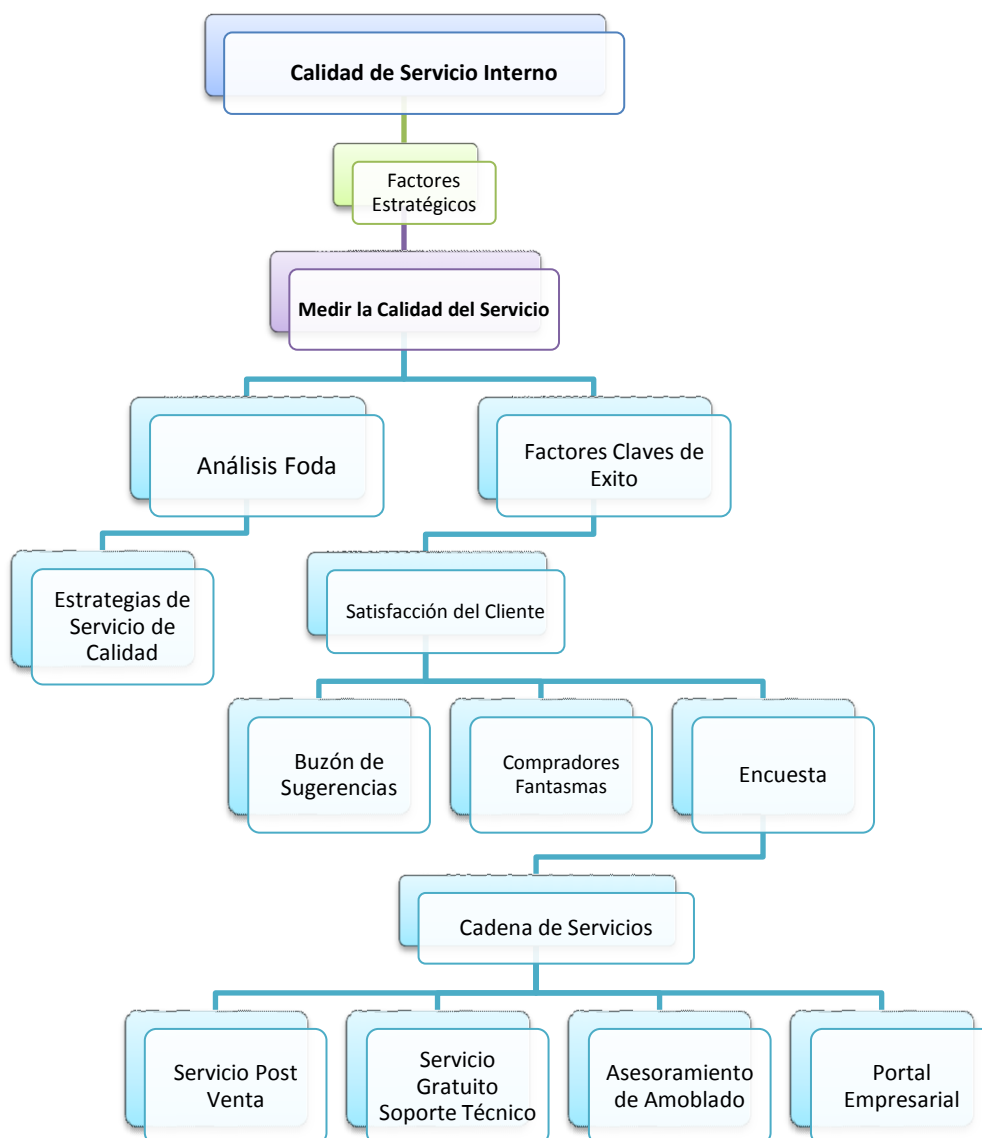 Calidad de Servicio Interno
Factores
Estratégicos
Medir la Calidad del Servicio
Análisis Foda
Factores Claves de
Exito
Estrategias de
Servicio de
Calidad
Satisfacción del Cliente
Buzón de
Sugerencias
Compradores
Fantasmas
Encuesta
Cadena de Servicios
Servicio Post
Venta
Servicio
Gratuito
Soporte Técnico
Asesoramiento
de Amoblado
Portal
Empresarial